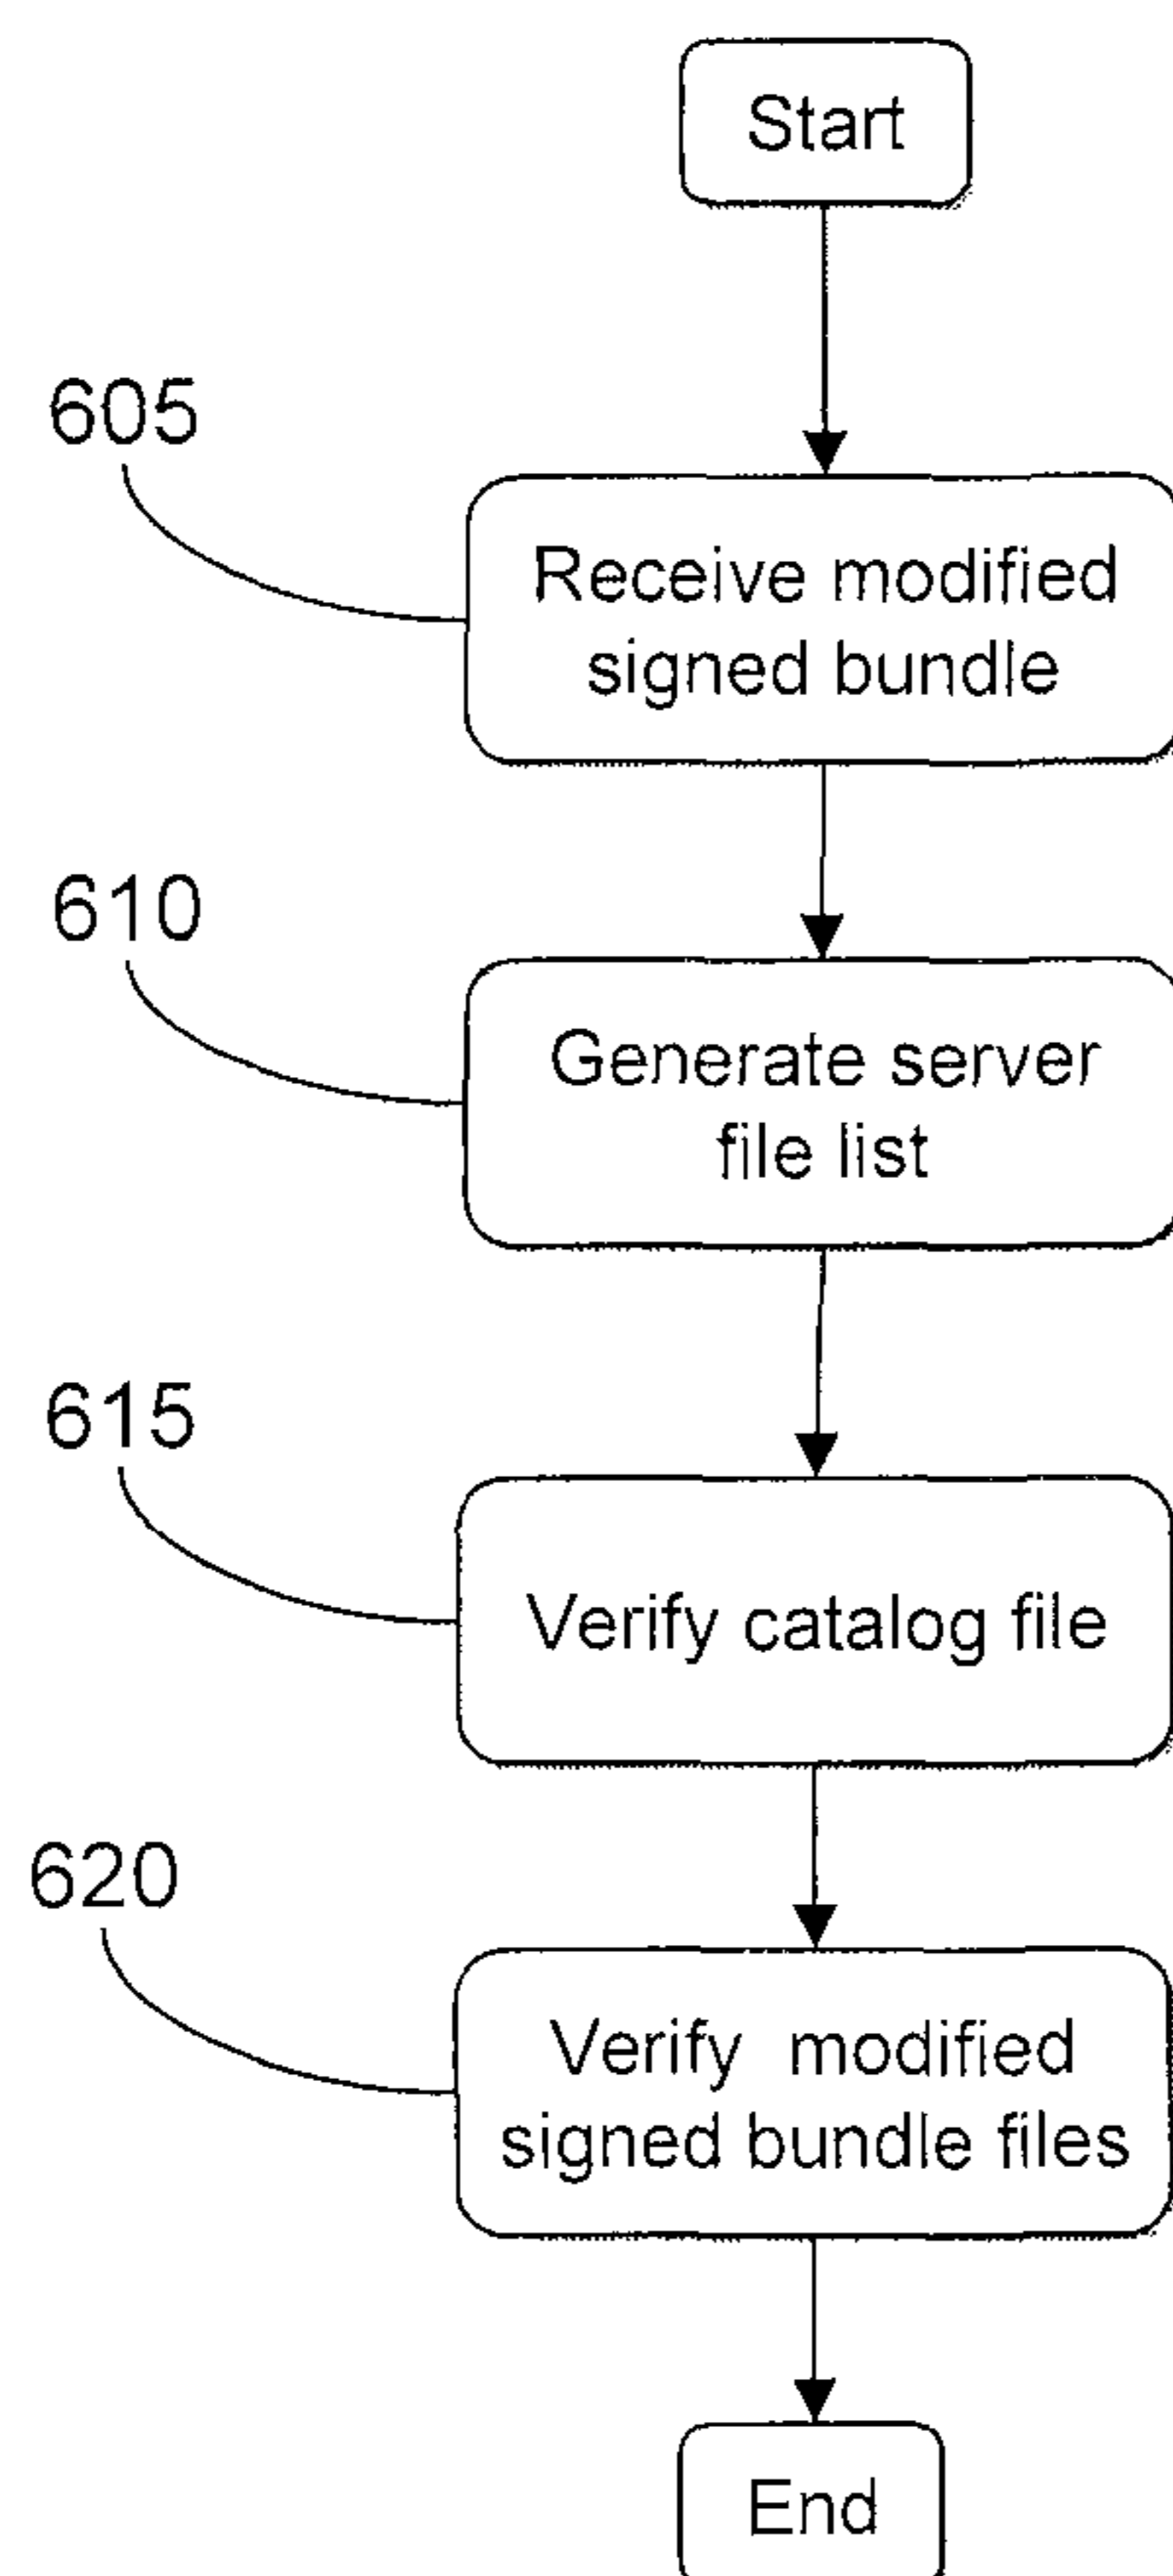 Start
605
Receive modified
signed bundle
610
Generate server
file list
615
Verify catalog file
620
Verify modified
signed bundle files
End